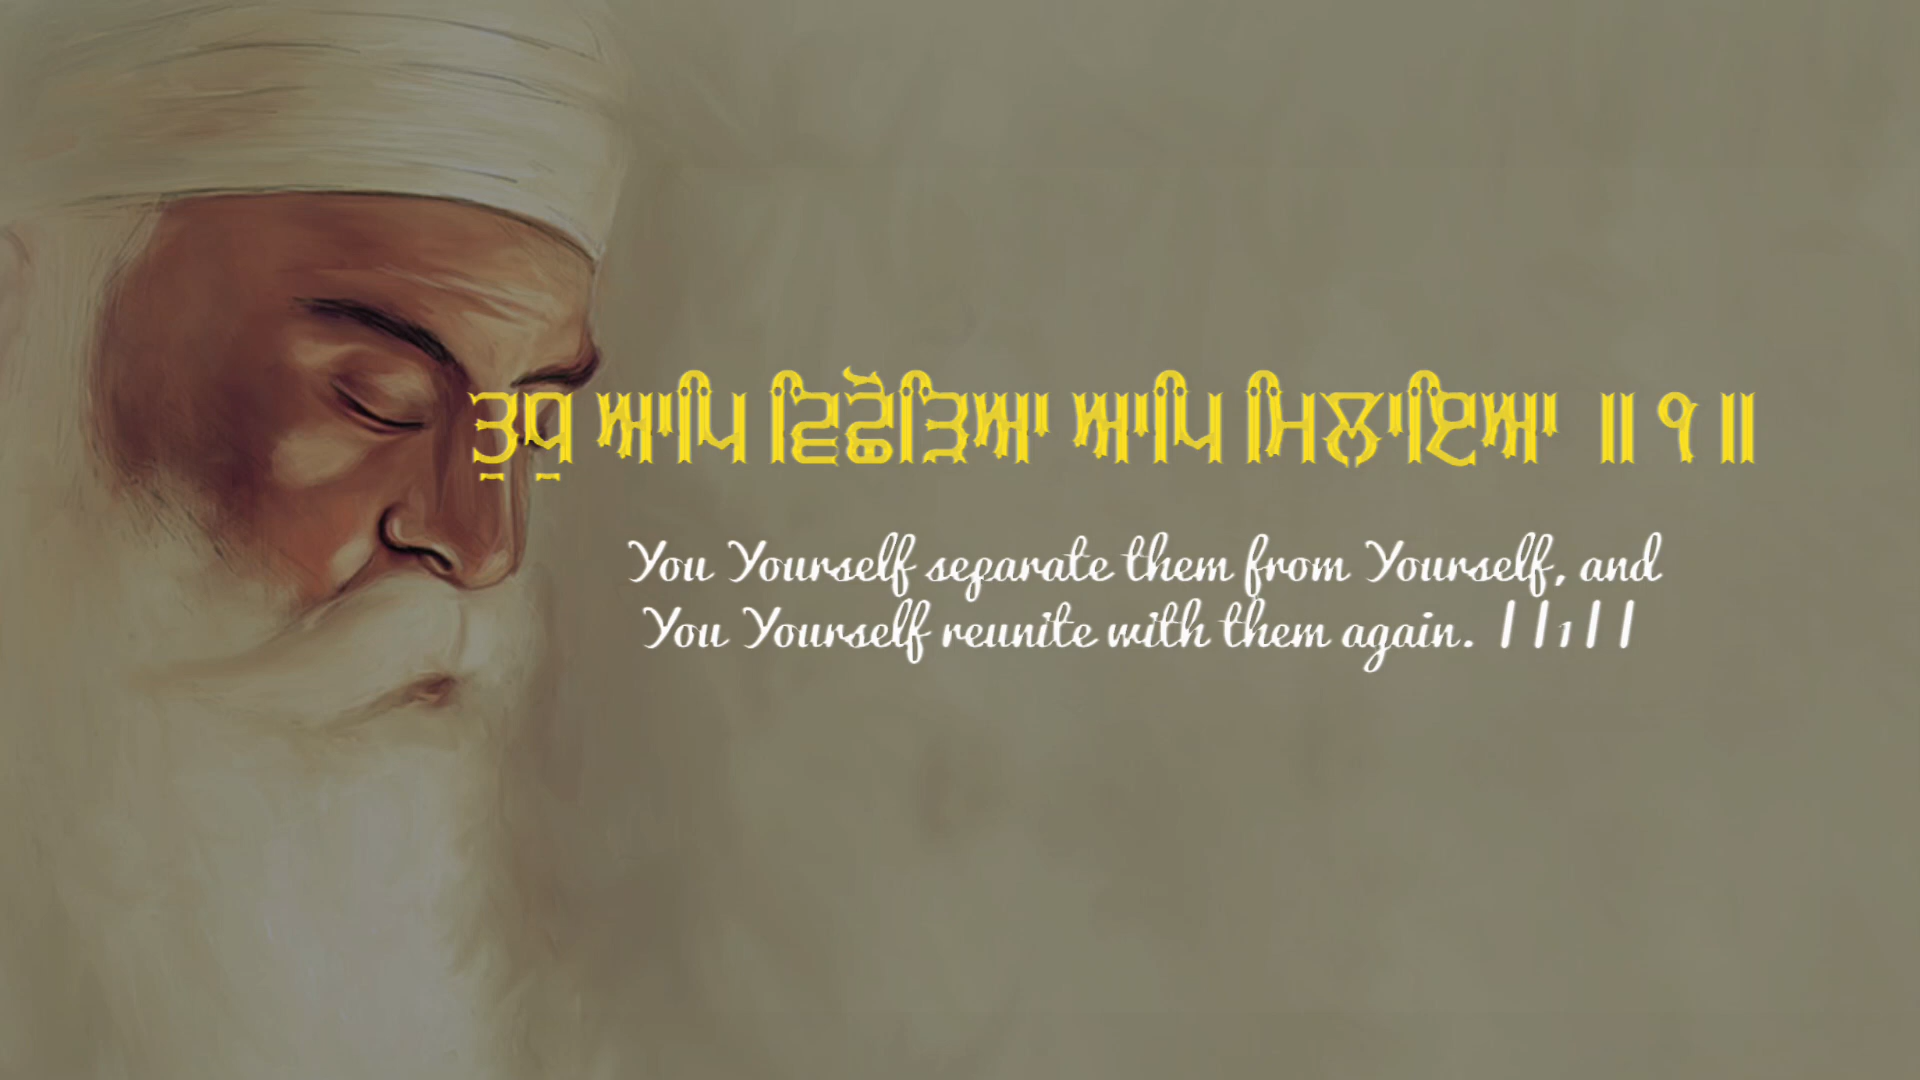 ਤੁਧੁ ਆਪਿ ਵਿਛੋੜਿਆ ਆਪਿ ਮਿਲਾਇਆ ॥੧॥
You Yourself separate them from Yourself, and
You Yourself reunite with them again. ||1||